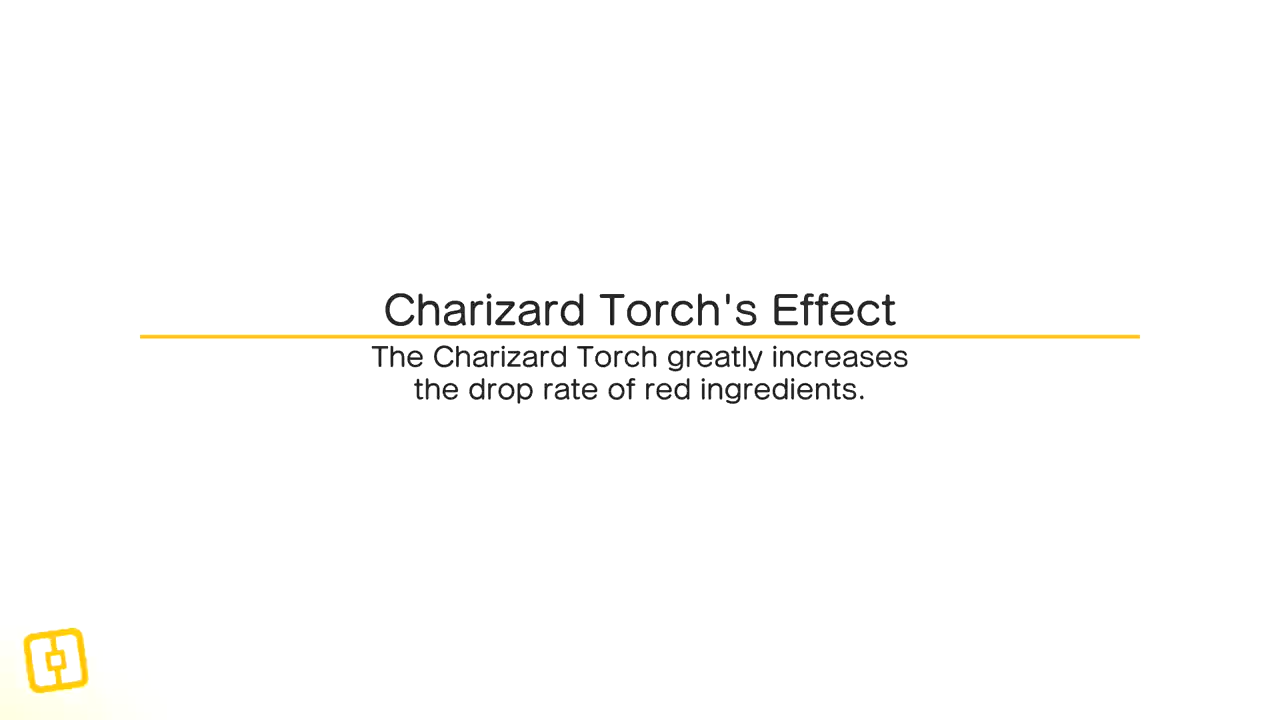 Charizard Torch's Effect
The Charizard Torch greatly increases
the drop rate of red ingredients.